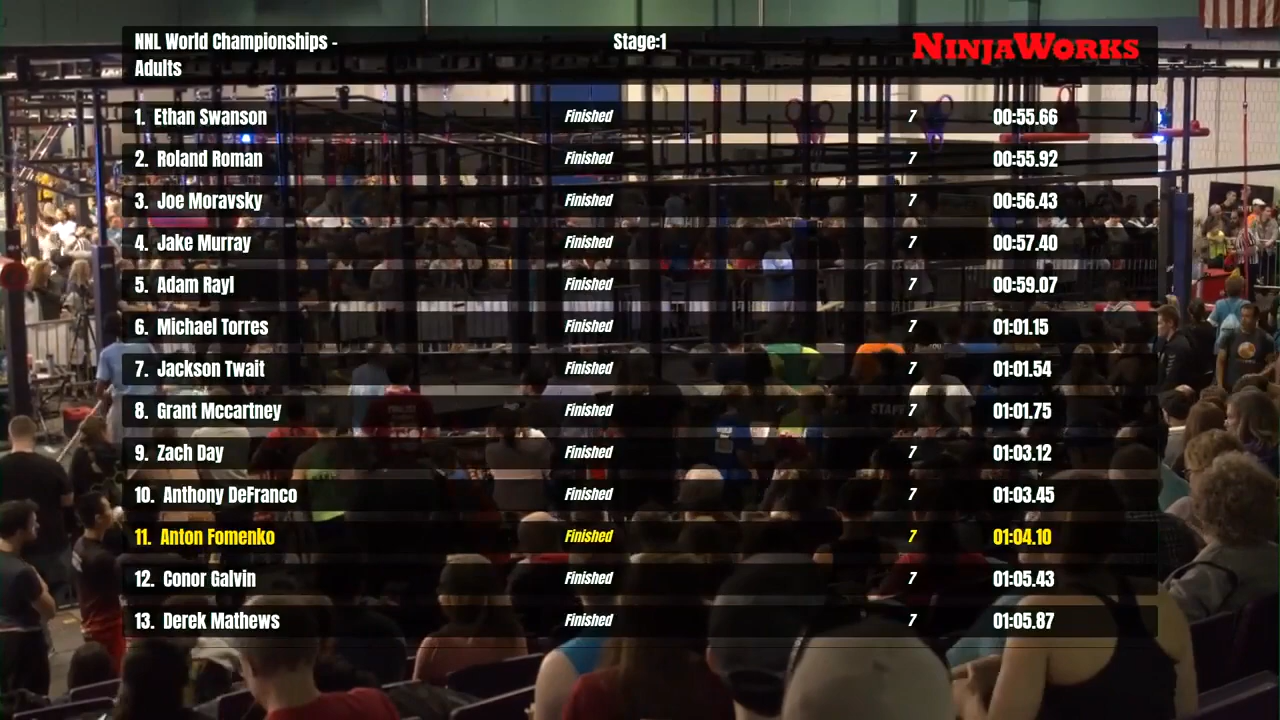 NNL World Championships - Stage:1 NINJAWORKS
Adults
1. Ethan Swanson Finished 7 00:55.66
2. Roland Roman Finished 7 00:55.92
3. Joe Moravsky Finished 7 00:56.43
4. Jake Murray Finished 7 00:57.40
5. Adam Rayl Finished 7 00:59.07
6. Michael Torres Finished 7 01:01.15
7. Jackson Twait Finished 7 01:01.54
8. Grant Mccartney Finished 7 01:01.75
9. Zach Day Finished 7 01:03.12
10. Anthony DeFranco Finished 7 01:03.45
11. Anton Fomenko Finished 7 01:04.10
12. Conor Galvin Finished 7 01:05.43
13. Derek Mathews Finished 7 01:05.87
STAFF